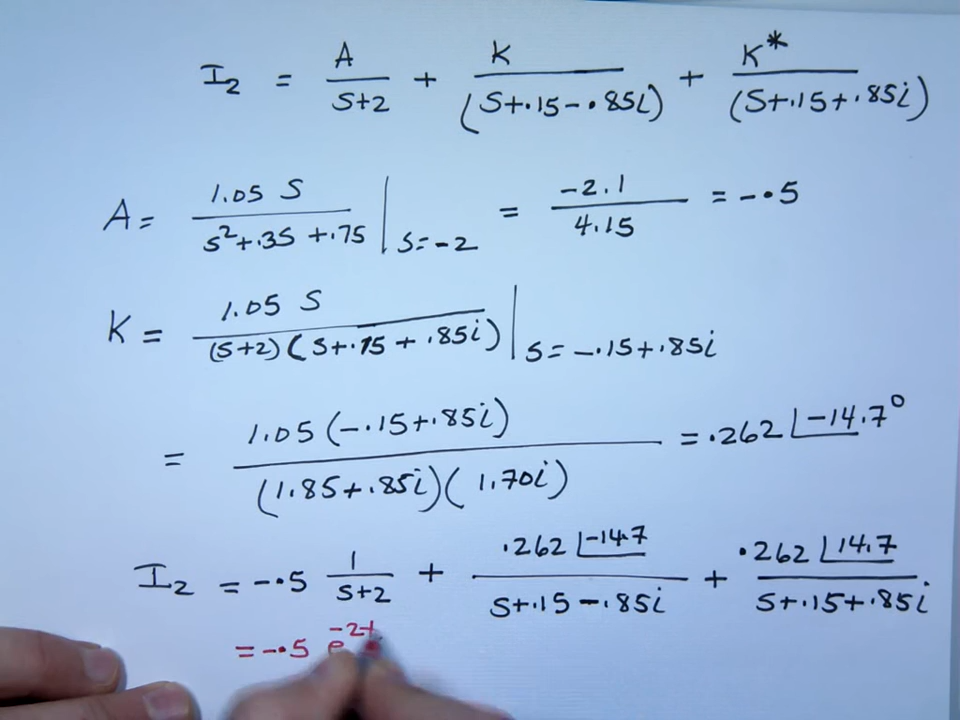 I₂ = A/(S+2) + K/(S+.15-.85i) + K*/(S+.15+.85i)
A = 1.05 S/(S²+.3S+.75) |S=-2 = -2.1/4.15 = -.5
K = 1.05 S/((S+2)(S+.15+.85i)) |S=-.15+.85i
= 1.05(-.15+.85i)/((1.85+.85i)(1.70i)) = .262 ∠-14.7°
I₂ = -.5 1/(S+2) + .262∠-14.7/(S+.15-.85i) + .262∠14.7/(S+.15+.85i)
= -.5 e^(-2t)